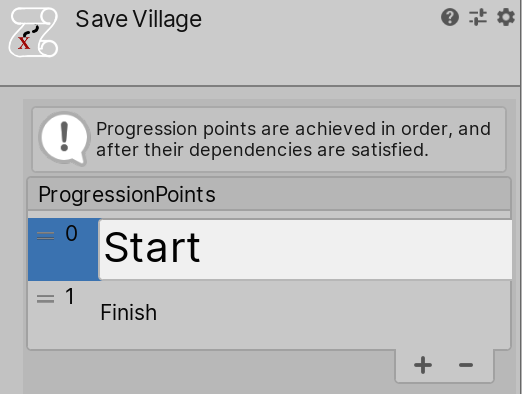 Save Village
Progression points are achieved in order, and
after their dependencies are satisfied.
ProgressionPoints
0 Start
1 Finish